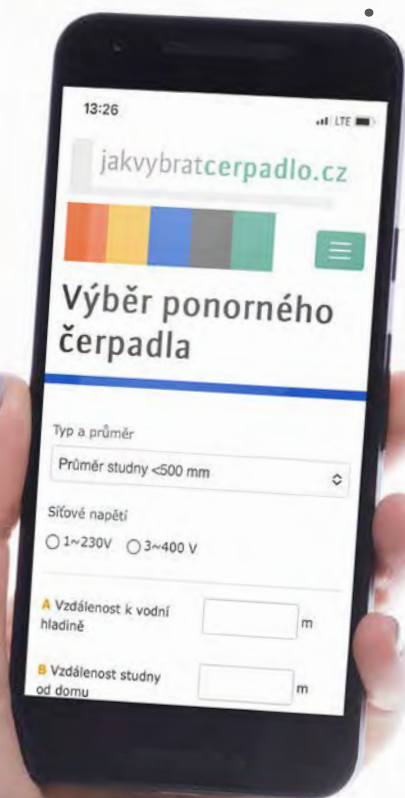 13:26
LTE
jakvybratcerpadlo.cz
Výběr ponorného
čerpadla
Typ a průměr
Průměr studny <500 mm
Síťové napětí
1~230V 3~400 V
A Vzdálenost k vodní
hladině
m
B Vzdálenost studny
od domu
m